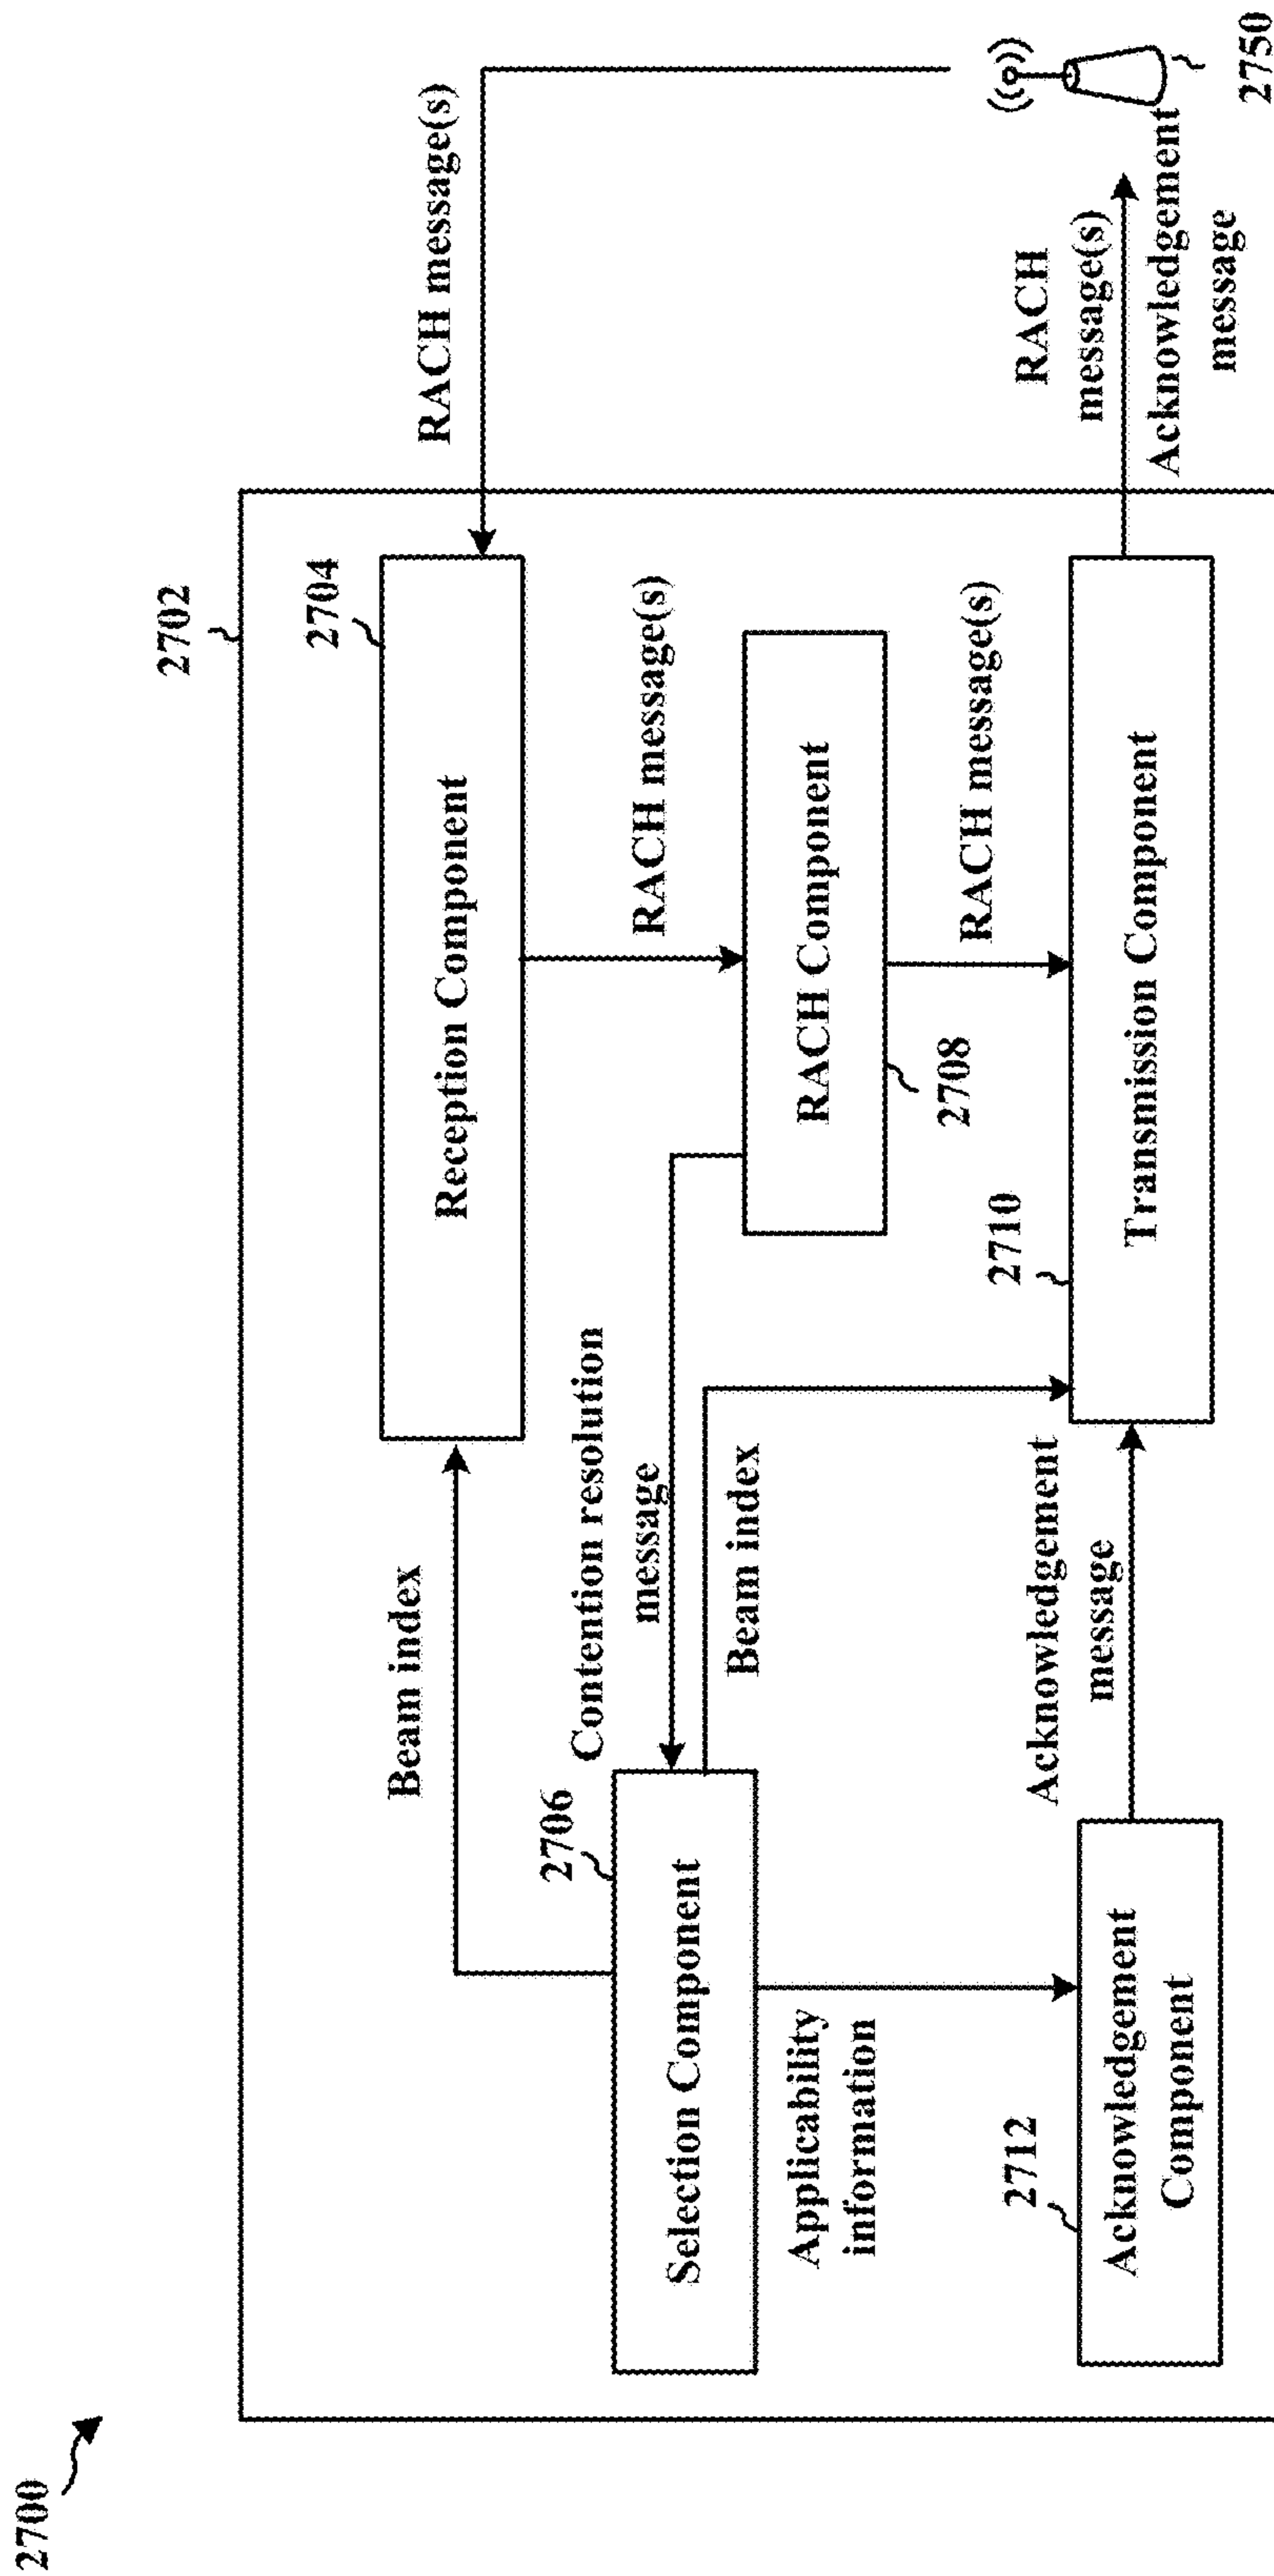 2700
2702
2704
Reception Component
RACH message(s)
Beam index
RACH message(s)
2706
Selection Component
Contention resolution
message
Beam index
RACH Component
2708
RACH message(s)
Applicability
information
2712
Acknowledgement
Component
Acknowledgement
message
2710
Transmission Component
RACH
message(s)
Acknowledgement
message
2750